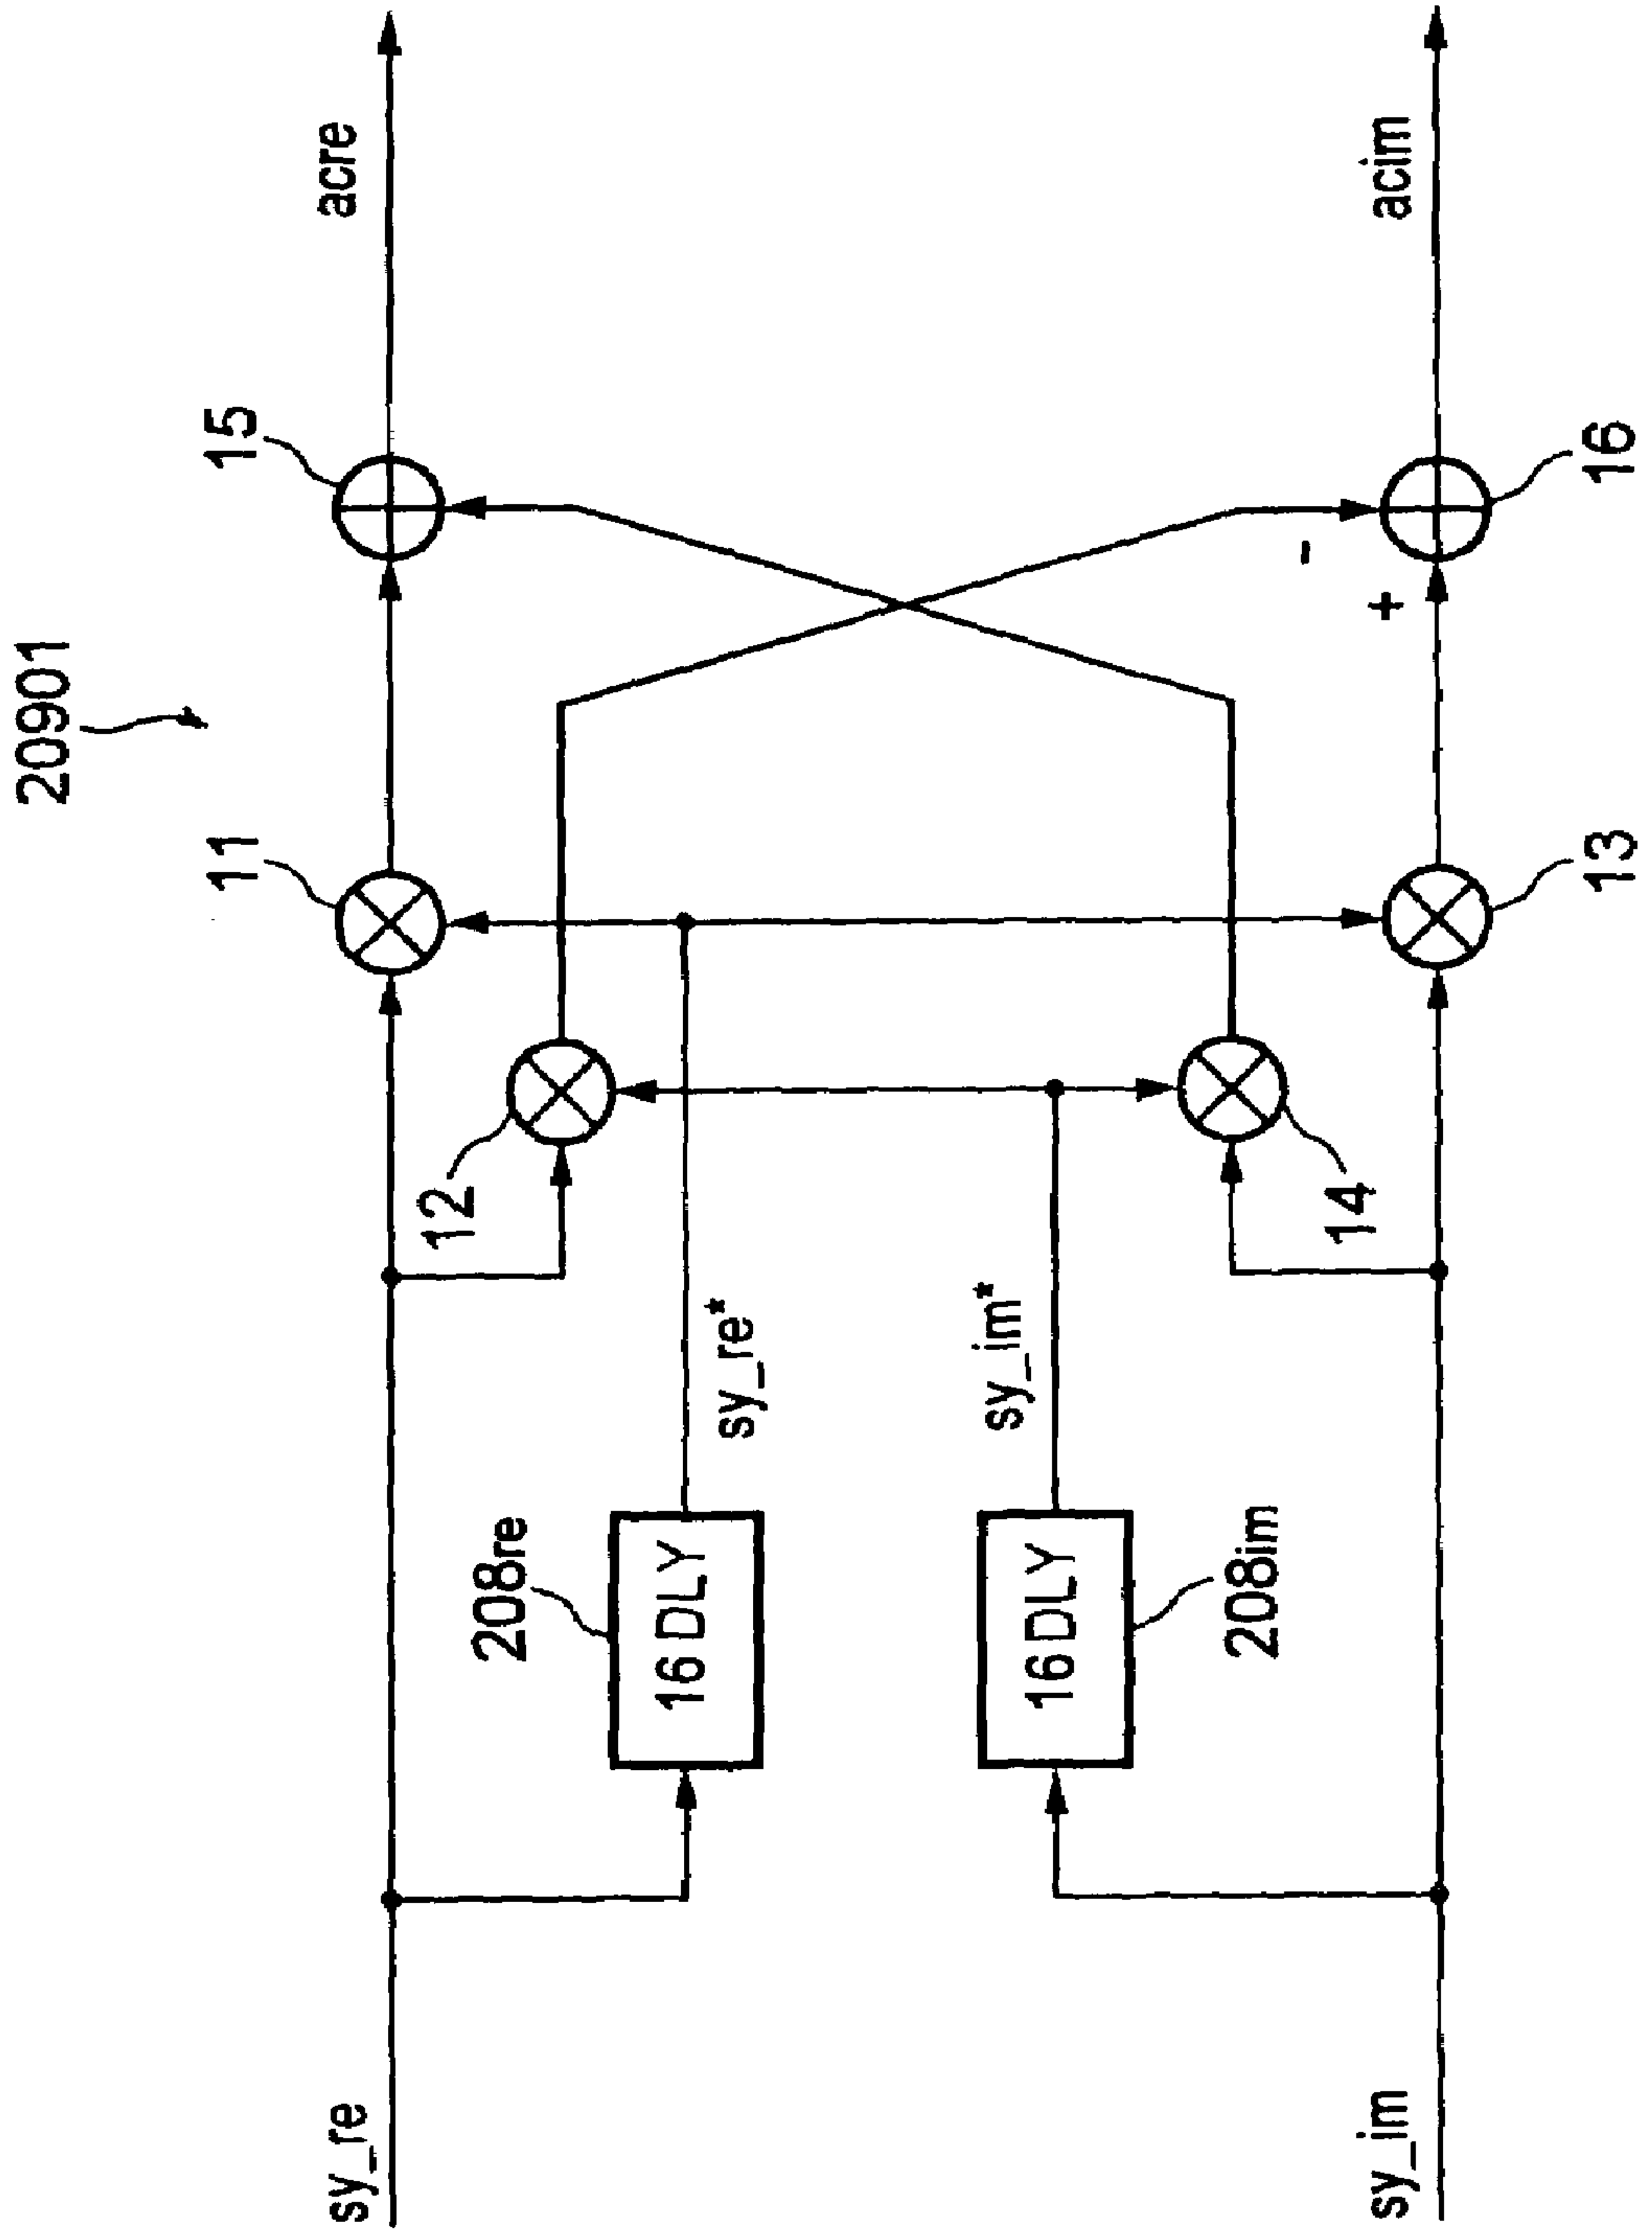 20901
sy_re
208re
16 DLY
sy_re*
12
11
15
acre
sy_im
208im
16 DLY
sy_im*
14
13
+
-
16
acim